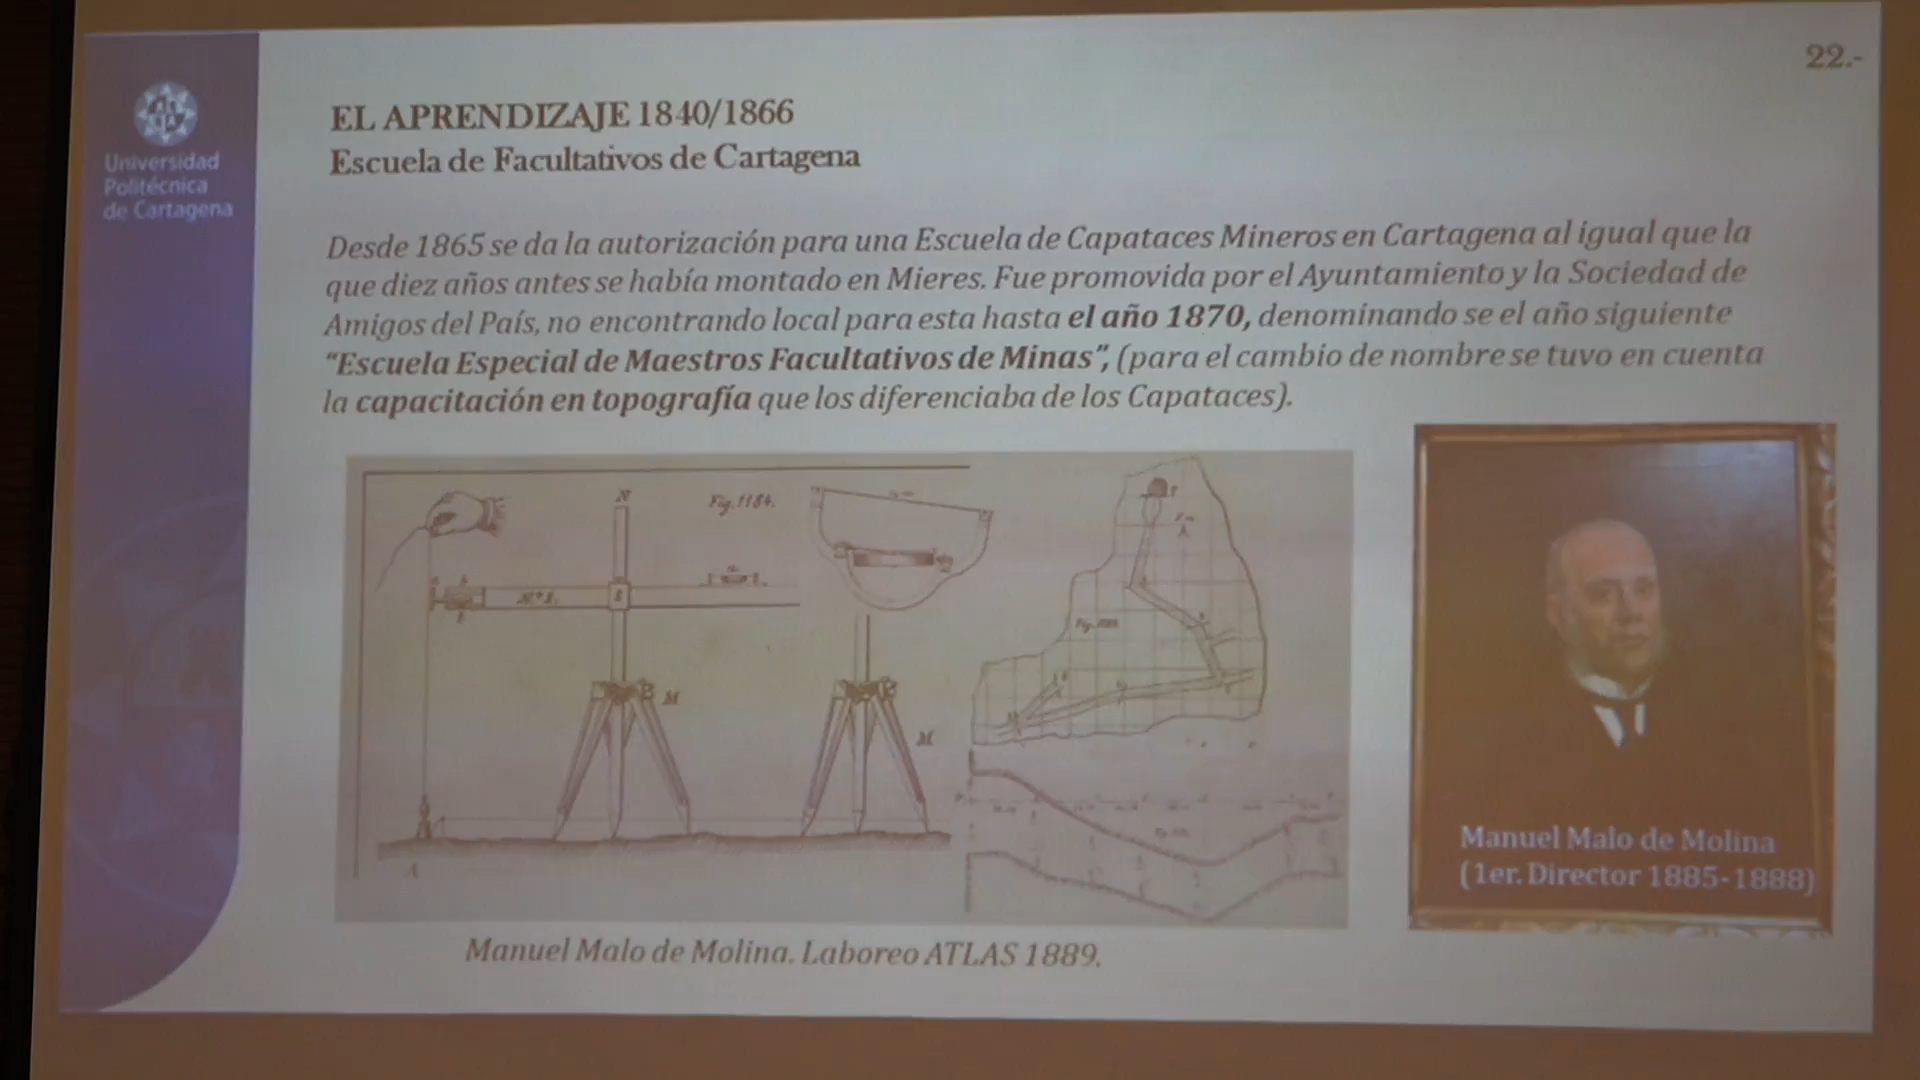 22.-
Universidad
Politécnica
de Cartagena
EL APRENDIZAJE 1840/1866
Escuela de Facultativos de Cartagena
Desde 1865 se da la autorización para una Escuela de Capataces Mineros en Cartagena al igual que la
que diez años antes se había montado en Mieres. Fue promovida por el Ayuntamiento y la Sociedad de
Amigos del País, no encontrando local para esta hasta el año 1870, denominando se el año siguiente
“Escuela Especial de Maestros Facultativos de Minas”, (para el cambio de nombre se tuvo en cuenta
la capacitación en topografía que los diferenciaba de los Capataces).
N
Fig. 1184.
Nº 1.
M
M
A
Manuel Malo de Molina
(1er. Director 1885-1888)
Manuel Malo de Molina. Laboreo ATLAS 1889.